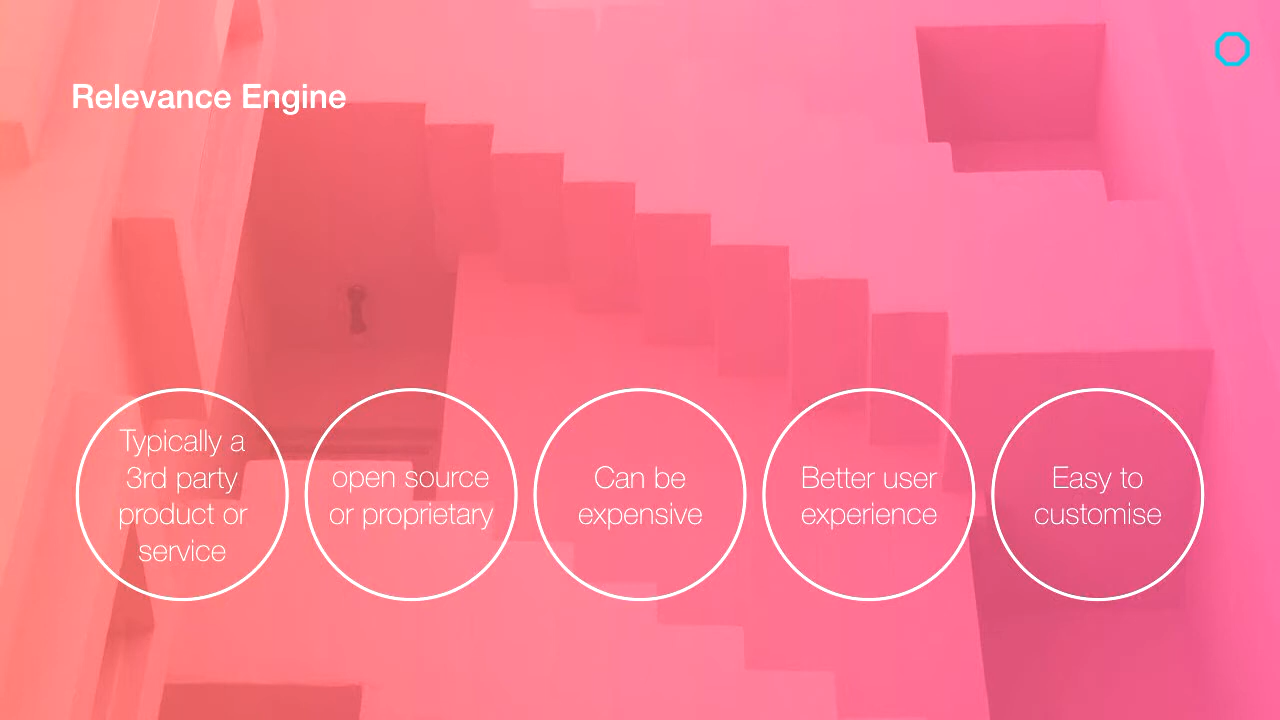 Relevance Engine
Typically a
3rd party
product or
service
open source
or proprietary
Can be
expensive
Better user
experience
Easy to
customise